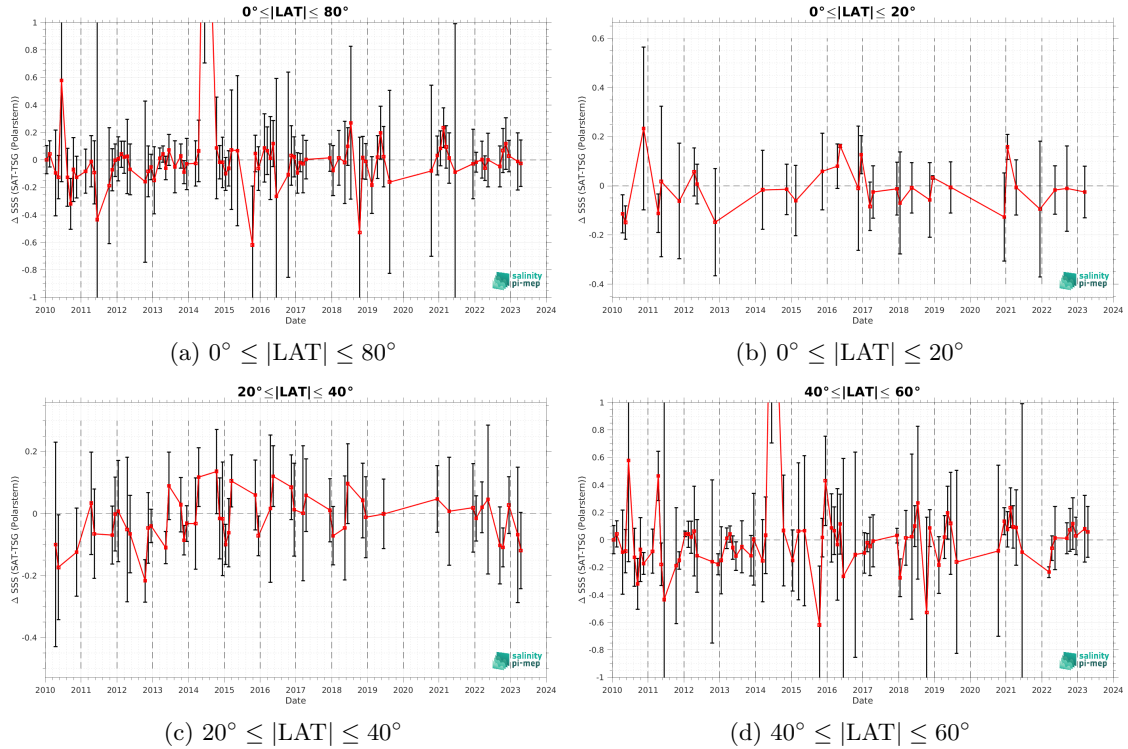 0°≤|LAT|≤ 80°
Δ SSS (SAT-TSG (Polarstern))
1
0.8
0.6
0.4
0.2
0
-0.2
-0.4
-0.6
-0.8
-1
2010 2011 2012 2013 2014 2015 2016 2017 2018 2019 2020 2021 2022 2023 2024
Date
salinity
pi-mep
(a) 0° ≤ |LAT| ≤ 80°
0°≤|LAT|≤ 20°
Δ SSS (SAT-TSG (Polarstern))
0.6
0.4
0.2
0
-0.2
-0.4
2010 2011 2012 2013 2014 2015 2016 2017 2018 2019 2020 2021 2022 2023 2024
Date
salinity
pi-mep
(b) 0° ≤ |LAT| ≤ 20°
20°≤|LAT|≤ 40°
Δ SSS (SAT-TSG (Polarstern))
0.2
0
-0.2
-0.4
2010 2011 2012 2013 2014 2015 2016 2017 2018 2019 2020 2021 2022 2023 2024
Date
salinity
pi-mep
(c) 20° ≤ |LAT| ≤ 40°
40°≤|LAT|≤ 60°
Δ SSS (SAT-TSG (Polarstern))
1
0.8
0.6
0.4
0.2
0
-0.2
-0.4
-0.6
-0.8
-1
2010 2011 2012 2013 2014 2015 2016 2017 2018 2019 2020 2021 2022 2023 2024
Date
salinity
pi-mep
(d) 40° ≤ |LAT| ≤ 60°